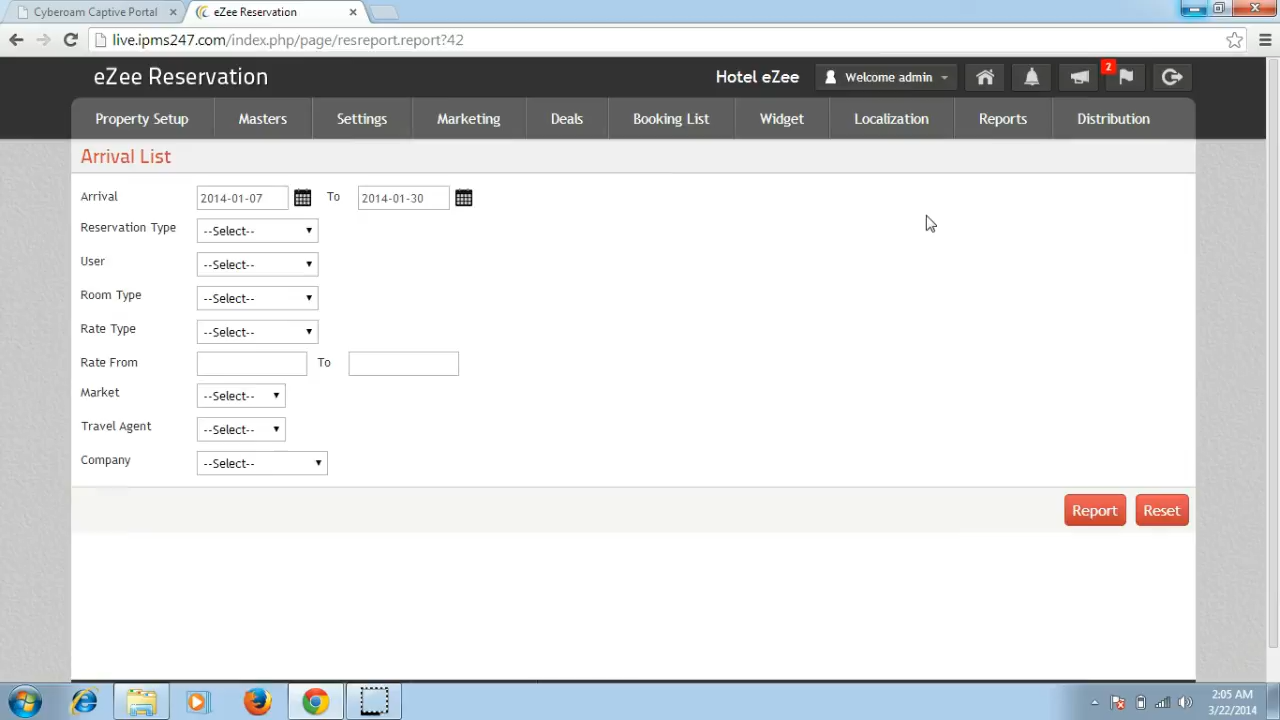 Cyberoam Captive Portal
eZee Reservation
live.ipms247.com/index.php/page/resreport.report?42
eZee Reservation
Hotel eZee
Welcome admin
2
Property Setup
Masters
Settings
Marketing
Deals
Booking List
Widget
Localization
Reports
Distribution
Arrival List
Arrival 2014-01-07 To 2014-01-30
Reservation Type --Select--
User --Select--
Room Type --Select--
Rate Type --Select--
Rate From To
Market --Select--
Travel Agent --Select--
Company --Select--
Report Reset
2:05 AM
3/22/2014